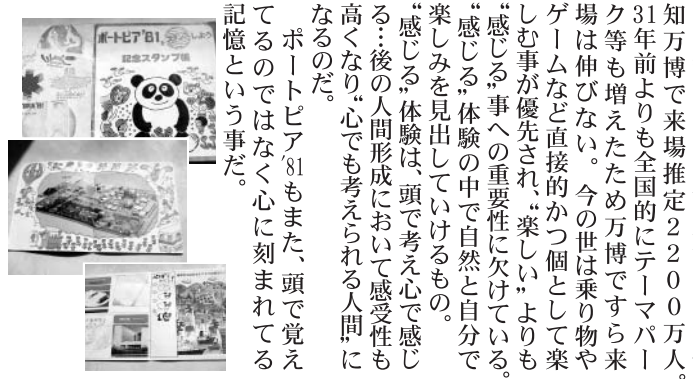 知万博で来場推定２２００万人。
31年前よりも全国的にテーマパー
ク等も増えたため万博ですら来
場は伸びない。今の世は乗り物や
ゲームなど直接的かつ個として楽
しむ事が優先され、“楽しい”よりも
“感じる”事への重要性に欠けている。
“感じる”体験の中で自然と自分で
楽しみを見出していけるもの。
“感じる”体験は、頭で考え心で感じ
る…後の人間形成において感受性も
高くなり“心でも考えられる人間”に
なるのだ。
ポートピア’81もまた、頭で覚え
てるのではなく心に刻まれてる
記憶という事だ。
ポートピア'81
記念スタンプ帳